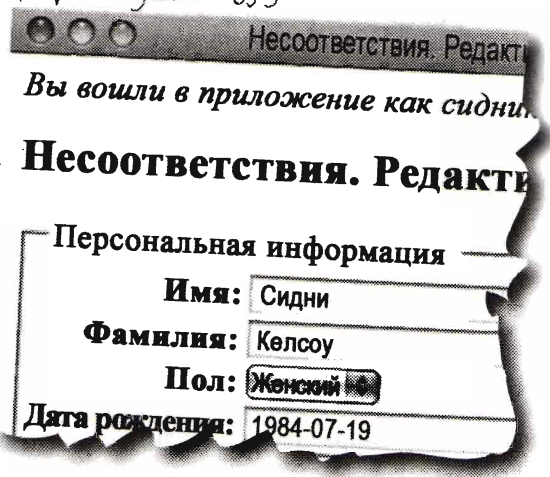 Несоответствия. Редакти
Вы вошли в приложение как сидни
Несоответствия. Редакти
Персональная информация
Имя: Сидни
Фамилия: Келсоу
Пол: Женский
Дата рождения: 1984-07-19